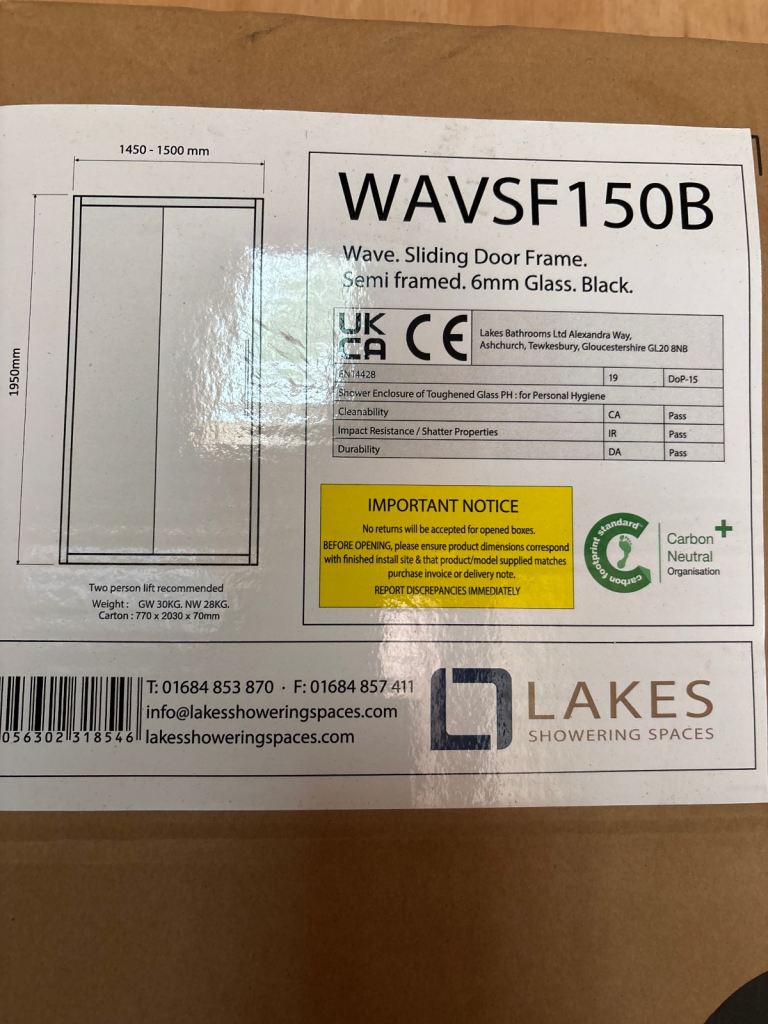 1450 - 1500 mm
1950mm
Two person lift recommended
Weight : GW 30KG. NW 28KG.
Carton : 770 x 2030 x 70mm
WAVSF150B
Wave. Sliding Door Frame.
Semi framed. 6mm Glass. Black.
UK
CA
CE
Lakes Bathrooms Ltd Alexandra Way,
Ashchurch, Tewkesbury, Gloucestershire GL20 8NB
EN14428 19 DoP-15
Shower Enclosure of Toughened Glass PH : for Personal Hygiene
Cleanability CA Pass
Impact Resistance / Shatter Properties IR Pass
Durability DA Pass
IMPORTANT NOTICE
No returns will be accepted for opened boxes.
BEFORE OPENING, please ensure product dimensions correspond
with finished install site & that product/model supplied matches
purchase invoice or delivery note.
REPORT DISCREPANCIES IMMEDIATELY
carbon footprint standard
Carbon +
Neutral
Organisation
056302 318546
T: 01684 853 870 · F: 01684 857 411
info@lakesshoweringspaces.com
lakesshoweringspaces.com
LAKES
SHOWERING SPACES